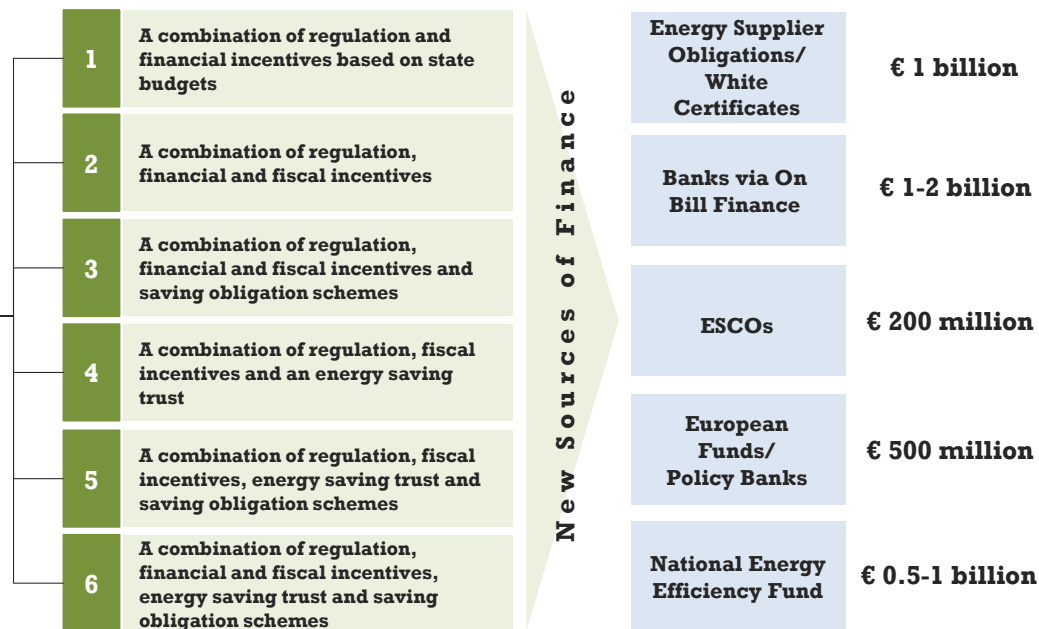 1
A combination of regulation and
financial incentives based on state
budgets
2
A combination of regulation,
financial and fiscal incentives
3
A combination of regulation,
financial and fiscal incentives and
saving obligation schemes
4
A combination of regulation, fiscal
incentives and an energy saving
trust
5
A combination of regulation, fiscal
incentives, energy saving trust and
saving obligation schemes
6
A combination of regulation,
financial and fiscal incentives,
energy saving trust and saving
obligation schemes
New Sources of Finance
Energy Supplier
Obligations/
White
Certificates
€ 1 billion
Banks via On
Bill Finance
€ 1-2 billion
ESCOs
€ 200 million
European
Funds/
Policy Banks
€ 500 million
National Energy
Efficiency Fund
€ 0.5-1 billion